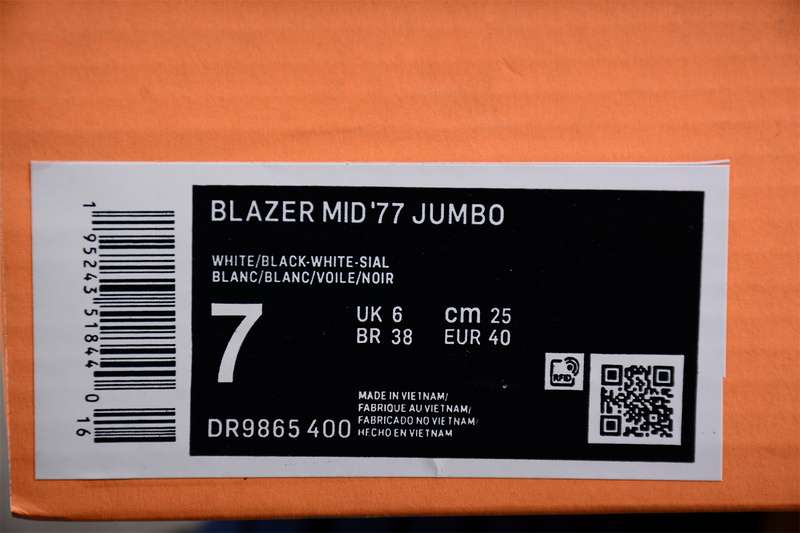 BLAZER MID '77 JUMBO
WHITE/BLACK-WHITE-SIAL
BLANC/BLANC/VOILE/NOIR
7
UK 6 cm 25
BR 38 EUR 40
MADE IN VIETNAM/
FABRIQUE AU VIETNAM/
FABRICADO NO VIETNAM/
HECHO EN VIETNAM
DR9865 400
RFID
1 95243 51844 0 16